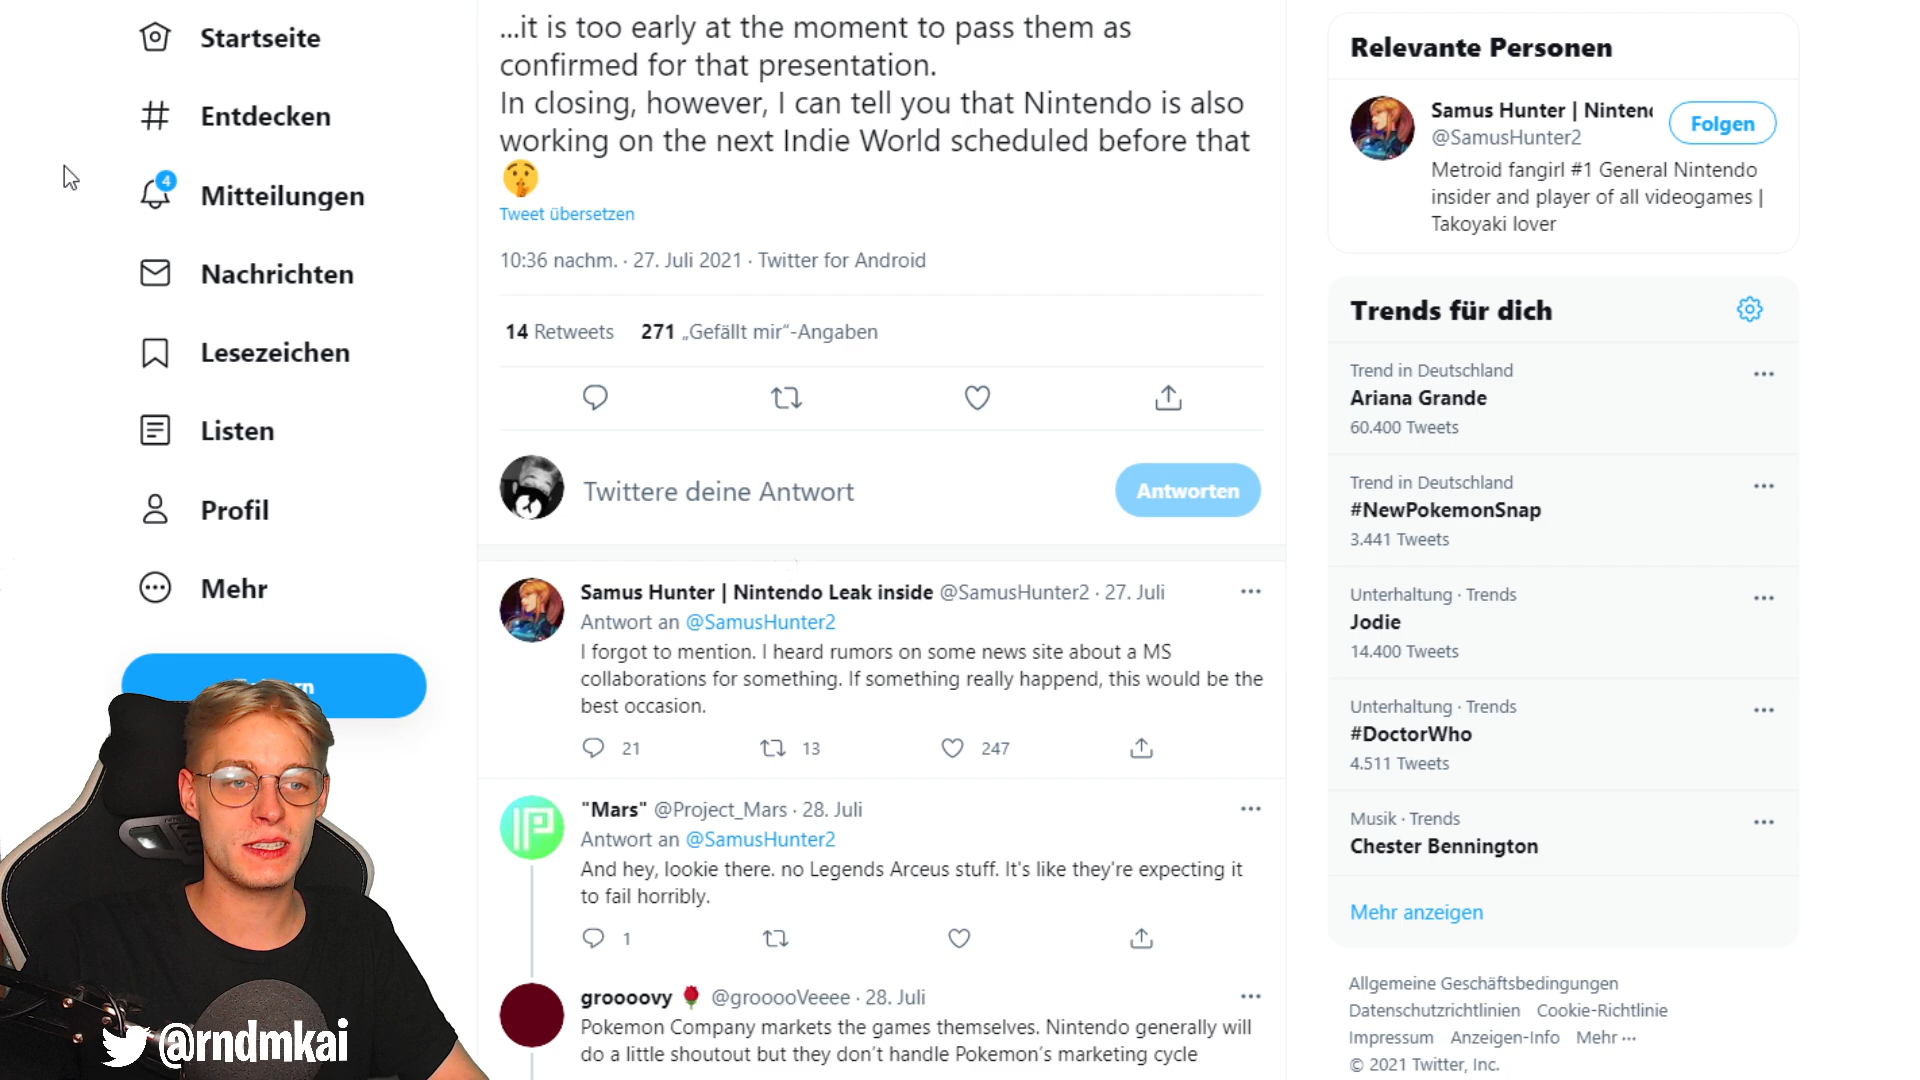 Startseite
Entdecken
4
Mitteilungen
Nachrichten
Lesezeichen
Listen
Profil
Mehr
@rndmkai
...it is too early at the moment to pass them as
confirmed for that presentation.
In closing, however, I can tell you that Nintendo is also
working on the next Indie World scheduled before that
🤫
Tweet übersetzen
10:36 nachm. · 27. Juli 2021 · Twitter for Android
14 Retweets 271 „Gefällt mir“-Angaben
Twittere deine Antwort
Antworten
Samus Hunter | Nintendo Leak inside @SamusHunter2 · 27. Juli
Antwort an @SamusHunter2
I forgot to mention. I heard rumors on some news site about a MS
collaborations for something. If something really happend, this would be the
best occasion.
21 13 247
"Mars" @Project_Mars · 28. Juli
Antwort an @SamusHunter2
And hey, lookie there. no Legends Arceus stuff. It's like they're expecting it
to fail horribly.
1
groooovy 🌹 @grooooVeeee · 28. Juli
Pokemon Company markets the games themselves. Nintendo generally will
do a little shoutout but they don't handle Pokemon's marketing cycle
Relevante Personen
Samus Hunter | Ninten
@SamusHunter2
Folgen
Metroid fangirl #1 General Nintendo
insider and player of all videogames |
Takoyaki lover
Trends für dich
Trend in Deutschland
Ariana Grande
60.400 Tweets
Trend in Deutschland
#NewPokemonSnap
3.441 Tweets
Unterhaltung · Trends
Jodie
14.400 Tweets
Unterhaltung · Trends
#DoctorWho
4.511 Tweets
Musik · Trends
Chester Bennington
Mehr anzeigen
Allgemeine Geschäftsbedingungen
Datenschutzrichtlinien Cookie-Richtlinie
Impressum Anzeigen-Info Mehr ···
© 2021 Twitter, Inc.